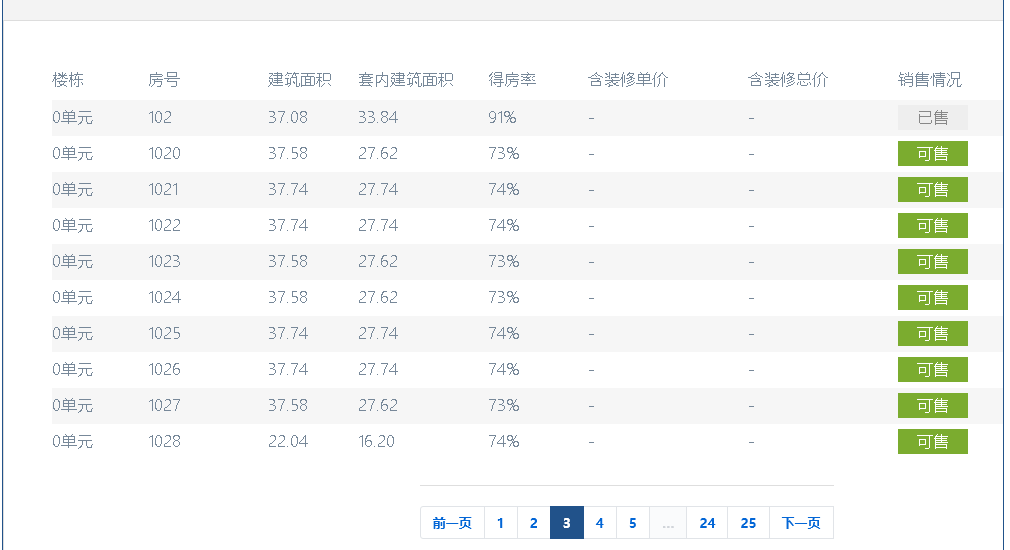 楼栋 房号 建筑面积 套内建筑面积 得房率 含装修单价 含装修总价 销售情况
0单元 102 37.08 33.84 91% - - 已售
0单元 1020 37.58 27.62 73% - - 可售
0单元 1021 37.74 27.74 74% - - 可售
0单元 1022 37.74 27.74 74% - - 可售
0单元 1023 37.58 27.62 73% - - 可售
0单元 1024 37.58 27.62 73% - - 可售
0单元 1025 37.74 27.74 74% - - 可售
0单元 1026 37.74 27.74 74% - - 可售
0单元 1027 37.58 27.62 73% - - 可售
0单元 1028 22.04 16.20 74% - - 可售
前一页 1 2 3 4 5 ... 24 25 下一页